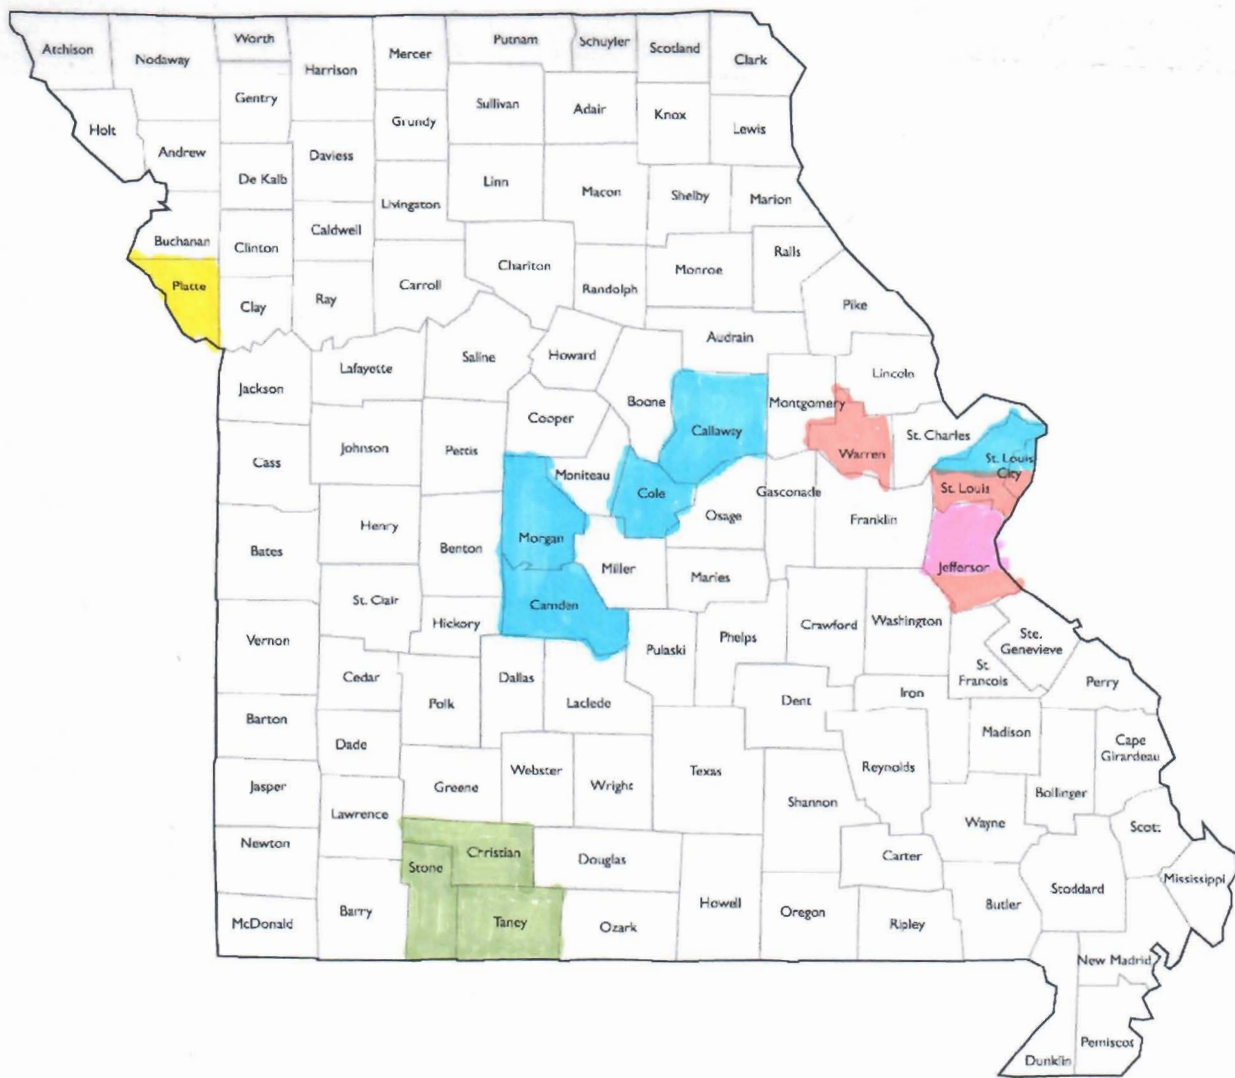 Atchison
Nodaway
Worth
Harrison
Mercer
Putnam
Schuyler
Scotland
Clark
Gentry
Sullivan
Adair
Knox
Lewis
Holt
Andrew
De Kalb
Daviess
Grundy
Linn
Macon
Shelby
Marion
Livingston
Buchanan
Clinton
Caldwell
Chariton
Randolph
Monroe
Ralls
Platte
Clay
Ray
Carroll
Pike
Audrain
Jackson
Lafayette
Saline
Howard
Boone
Lincoln
Cooper
Callaway
Montgomery
Warren
St. Charles
Cass
Johnson
Pettis
Moniteau
Cole
Osage
Gasconade
Franklin
St. Louis
City
St. Louis
Bates
Henry
Benton
Morgan
Miller
Maries
Jefferson
St. Clair
Hickory
Camden
Pulaski
Phelps
Crawford
Washington
Ste.
Genevieve
St.
Francois
Perry
Vernon
Cedar
Polk
Dallas
Laclede
Dent
Iron
Madison
Cape
Girardeau
Barton
Dade
Greene
Webster
Wright
Texas
Reynolds
Bollinger
Jasper
Lawrence
Shannon
Wayne
Scott
Newton
Stone
Christian
Douglas
Carter
Stoddard
Mississippi
McDonald
Barry
Taney
Ozark
Howell
Oregon
Ripley
Butler
New Madrid
Dunklin
Pemiscot